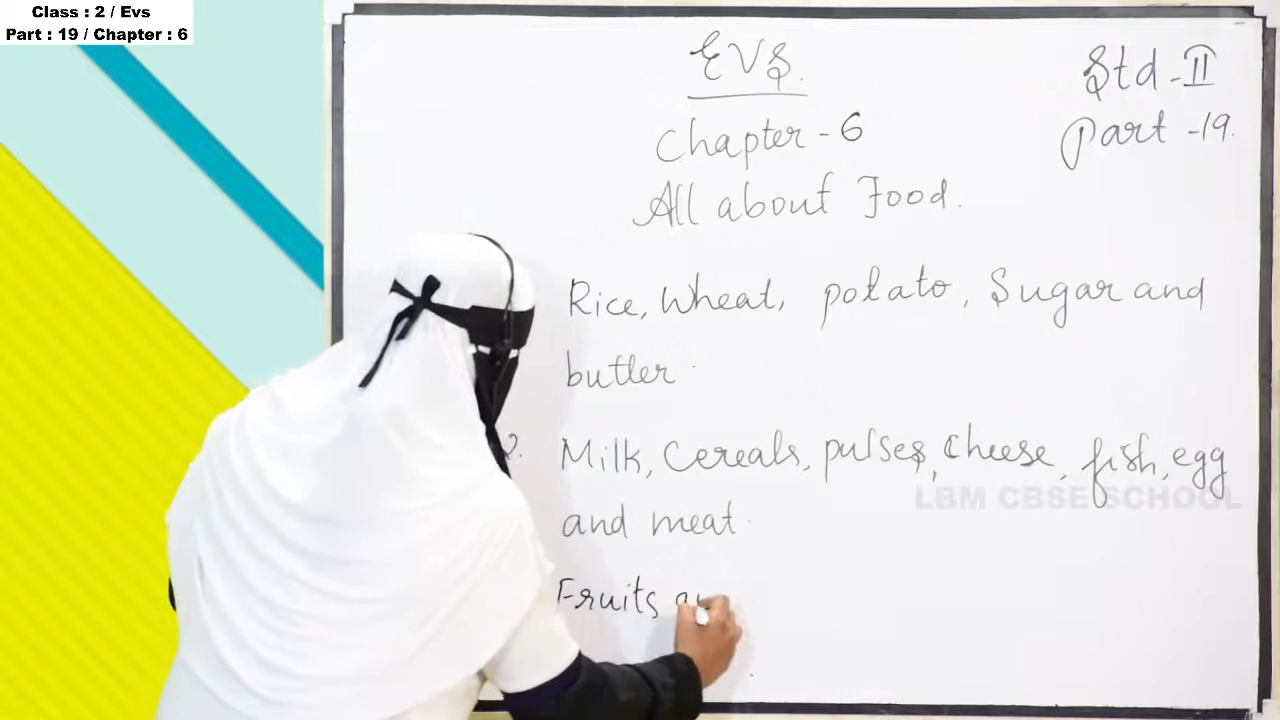 Class : 2 / Evs
Part : 19 / Chapter : 6
EVS.
Std-II
Chapter-6
Part -19.
All about Food.
Rice, Wheat, potato, Sugar and
butter.
2. Milk, Cereals, pulses, cheese, fish, egg
LBM CBSE SCHOOL
and meat.
Fruits